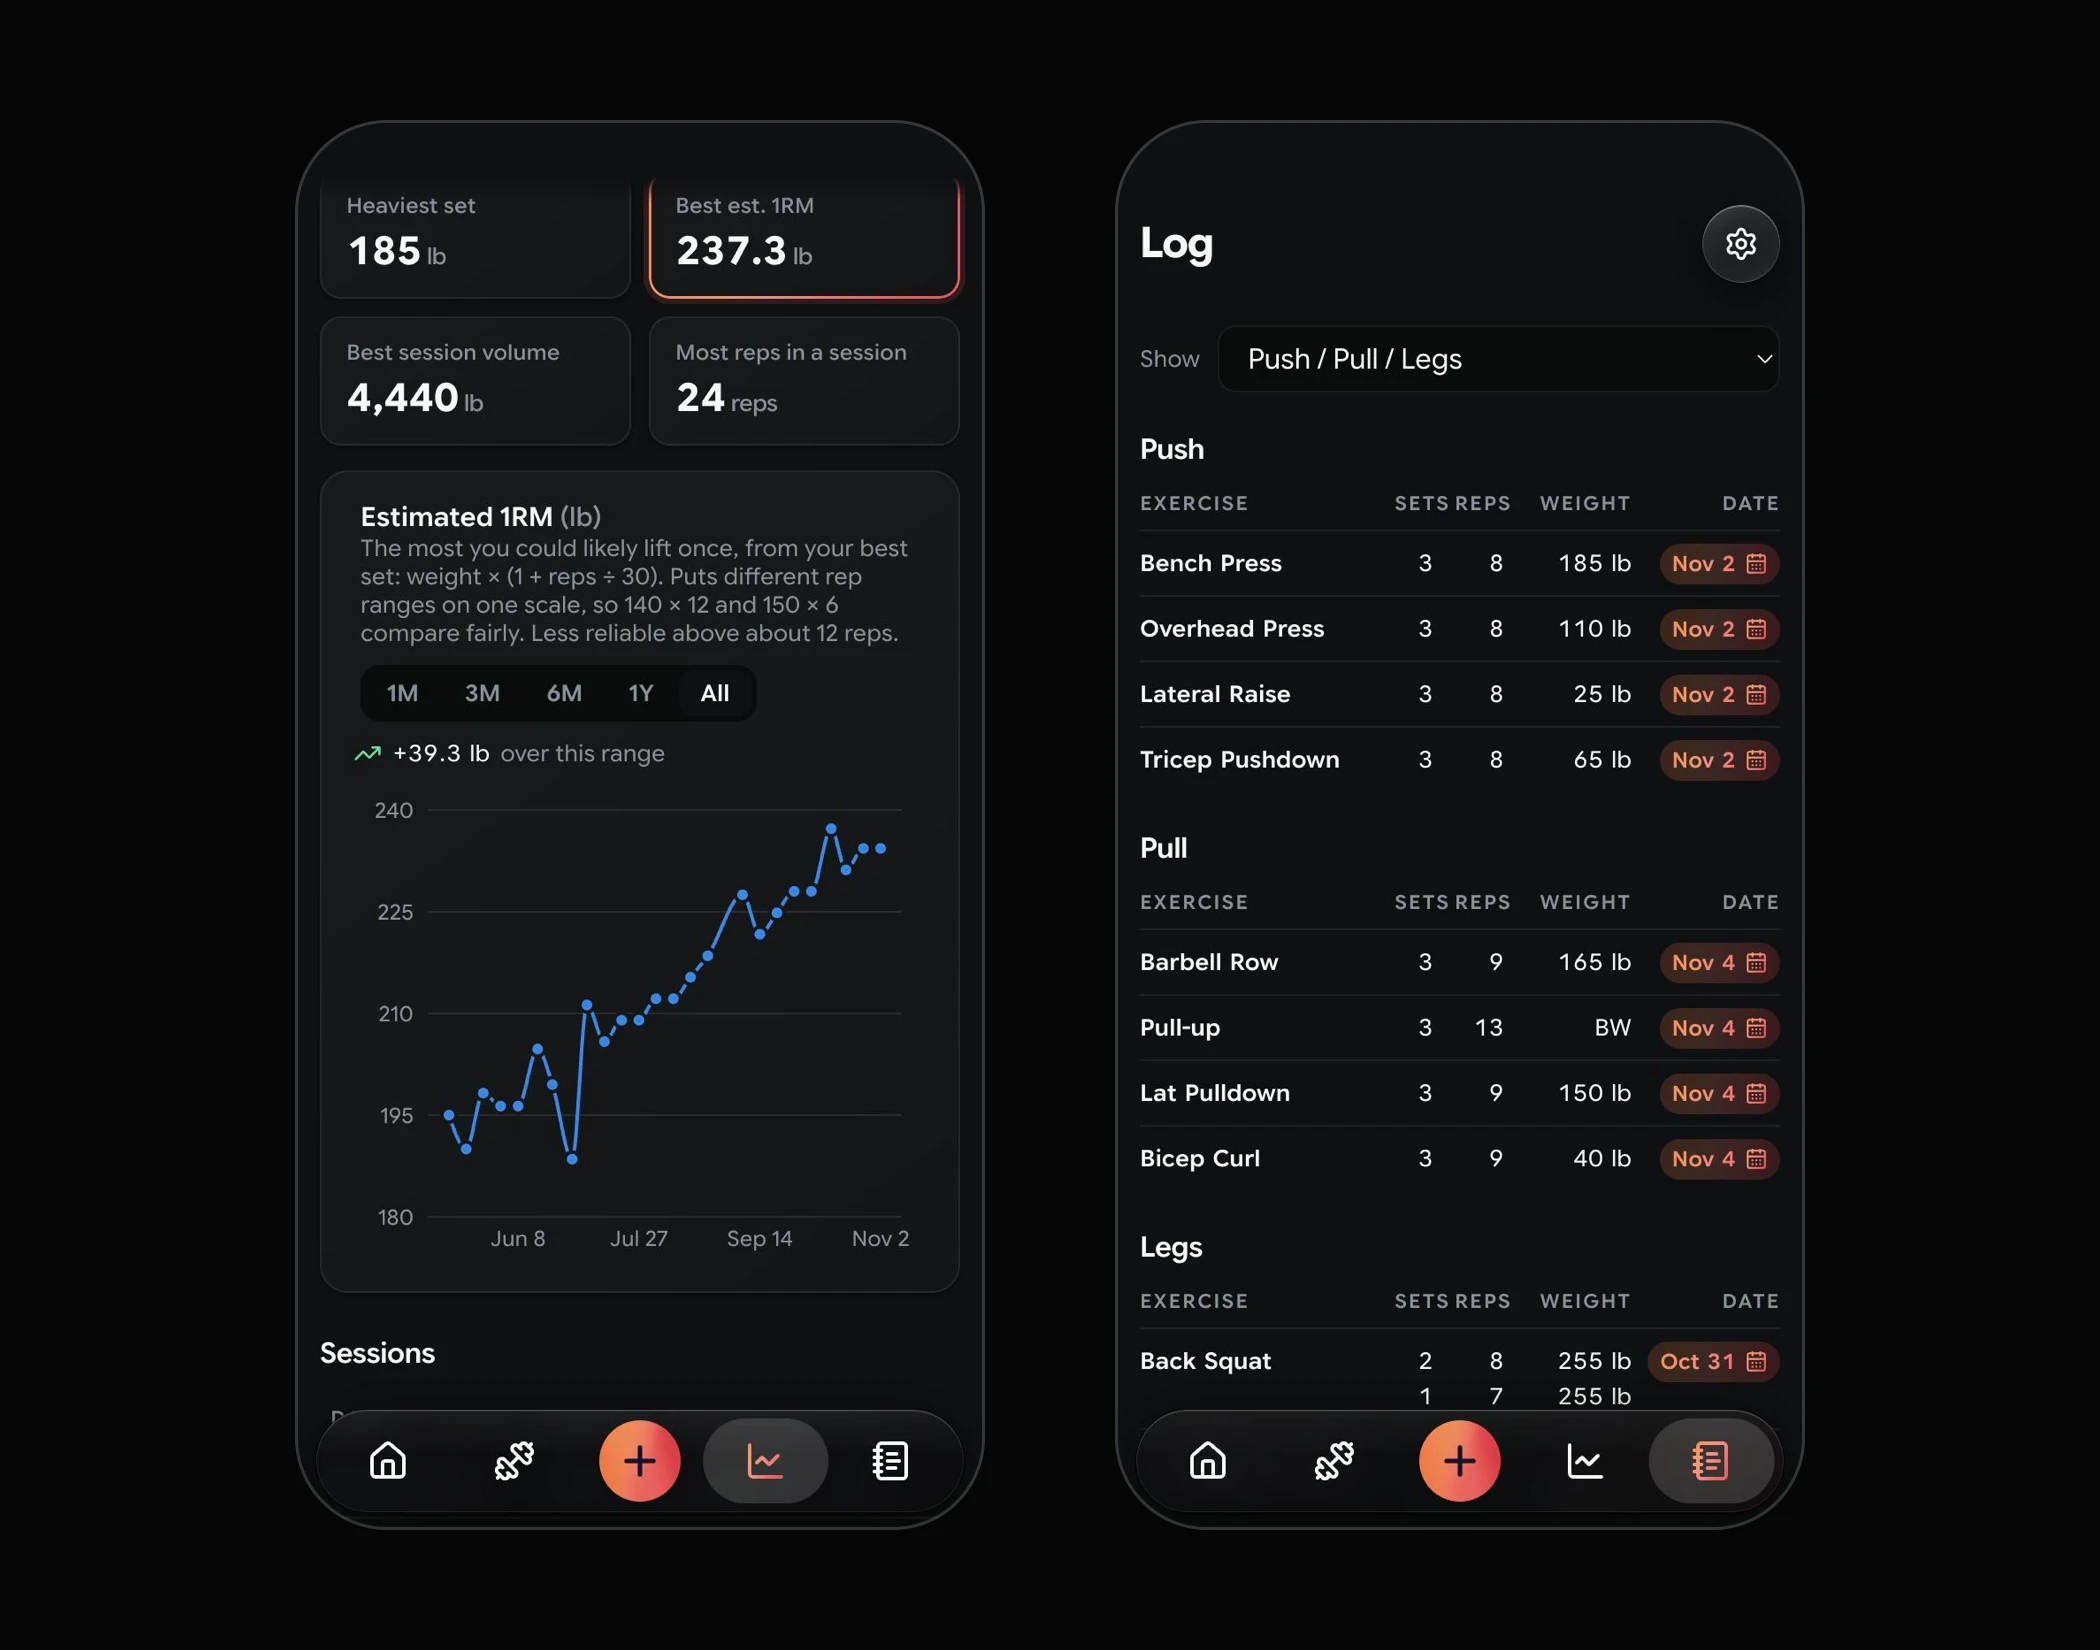 Heaviest set
185 lb
Best est. 1RM
237.3 lb
Best session volume
4,440 lb
Most reps in a session
24 reps
Estimated 1RM (lb)
The most you could likely lift once, from your best
set: weight × (1 + reps ÷ 30). Puts different rep
ranges on one scale, so 140 × 12 and 150 × 6
compare fairly. Less reliable above about 12 reps.
1M 3M 6M 1Y All
+39.3 lb over this range
240
225
210
195
180
Jun 8 Jul 27 Sep 14 Nov 2
Sessions
Log
Show Push / Pull / Legs
Push
EXERCISE SETS REPS WEIGHT DATE
Bench Press 3 8 185 lb Nov 2
Overhead Press 3 8 110 lb Nov 2
Lateral Raise 3 8 25 lb Nov 2
Tricep Pushdown 3 8 65 lb Nov 2
Pull
EXERCISE SETS REPS WEIGHT DATE
Barbell Row 3 9 165 lb Nov 4
Pull-up 3 13 BW Nov 4
Lat Pulldown 3 9 150 lb Nov 4
Bicep Curl 3 9 40 lb Nov 4
Legs
EXERCISE SETS REPS WEIGHT DATE
Back Squat 2 8 255 lb Oct 31
1 7 255 lb